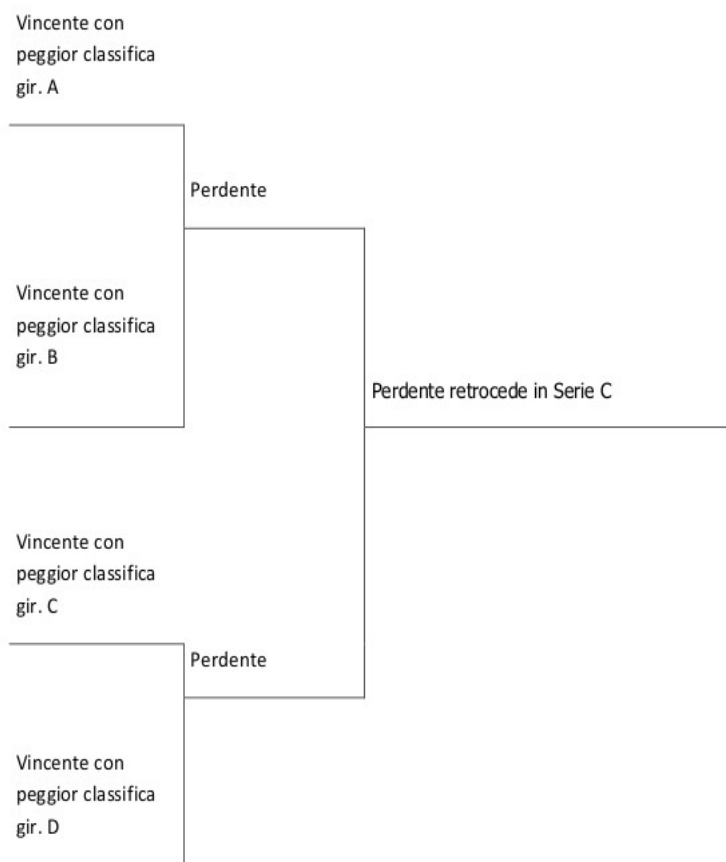 Vincente con
peggior classifica
gir. A
Perdente
Vincente con
peggior classifica
gir. B
Perdente retrocede in Serie C
Vincente con
peggior classifica
gir. C
Perdente
Vincente con
peggior classifica
gir. D